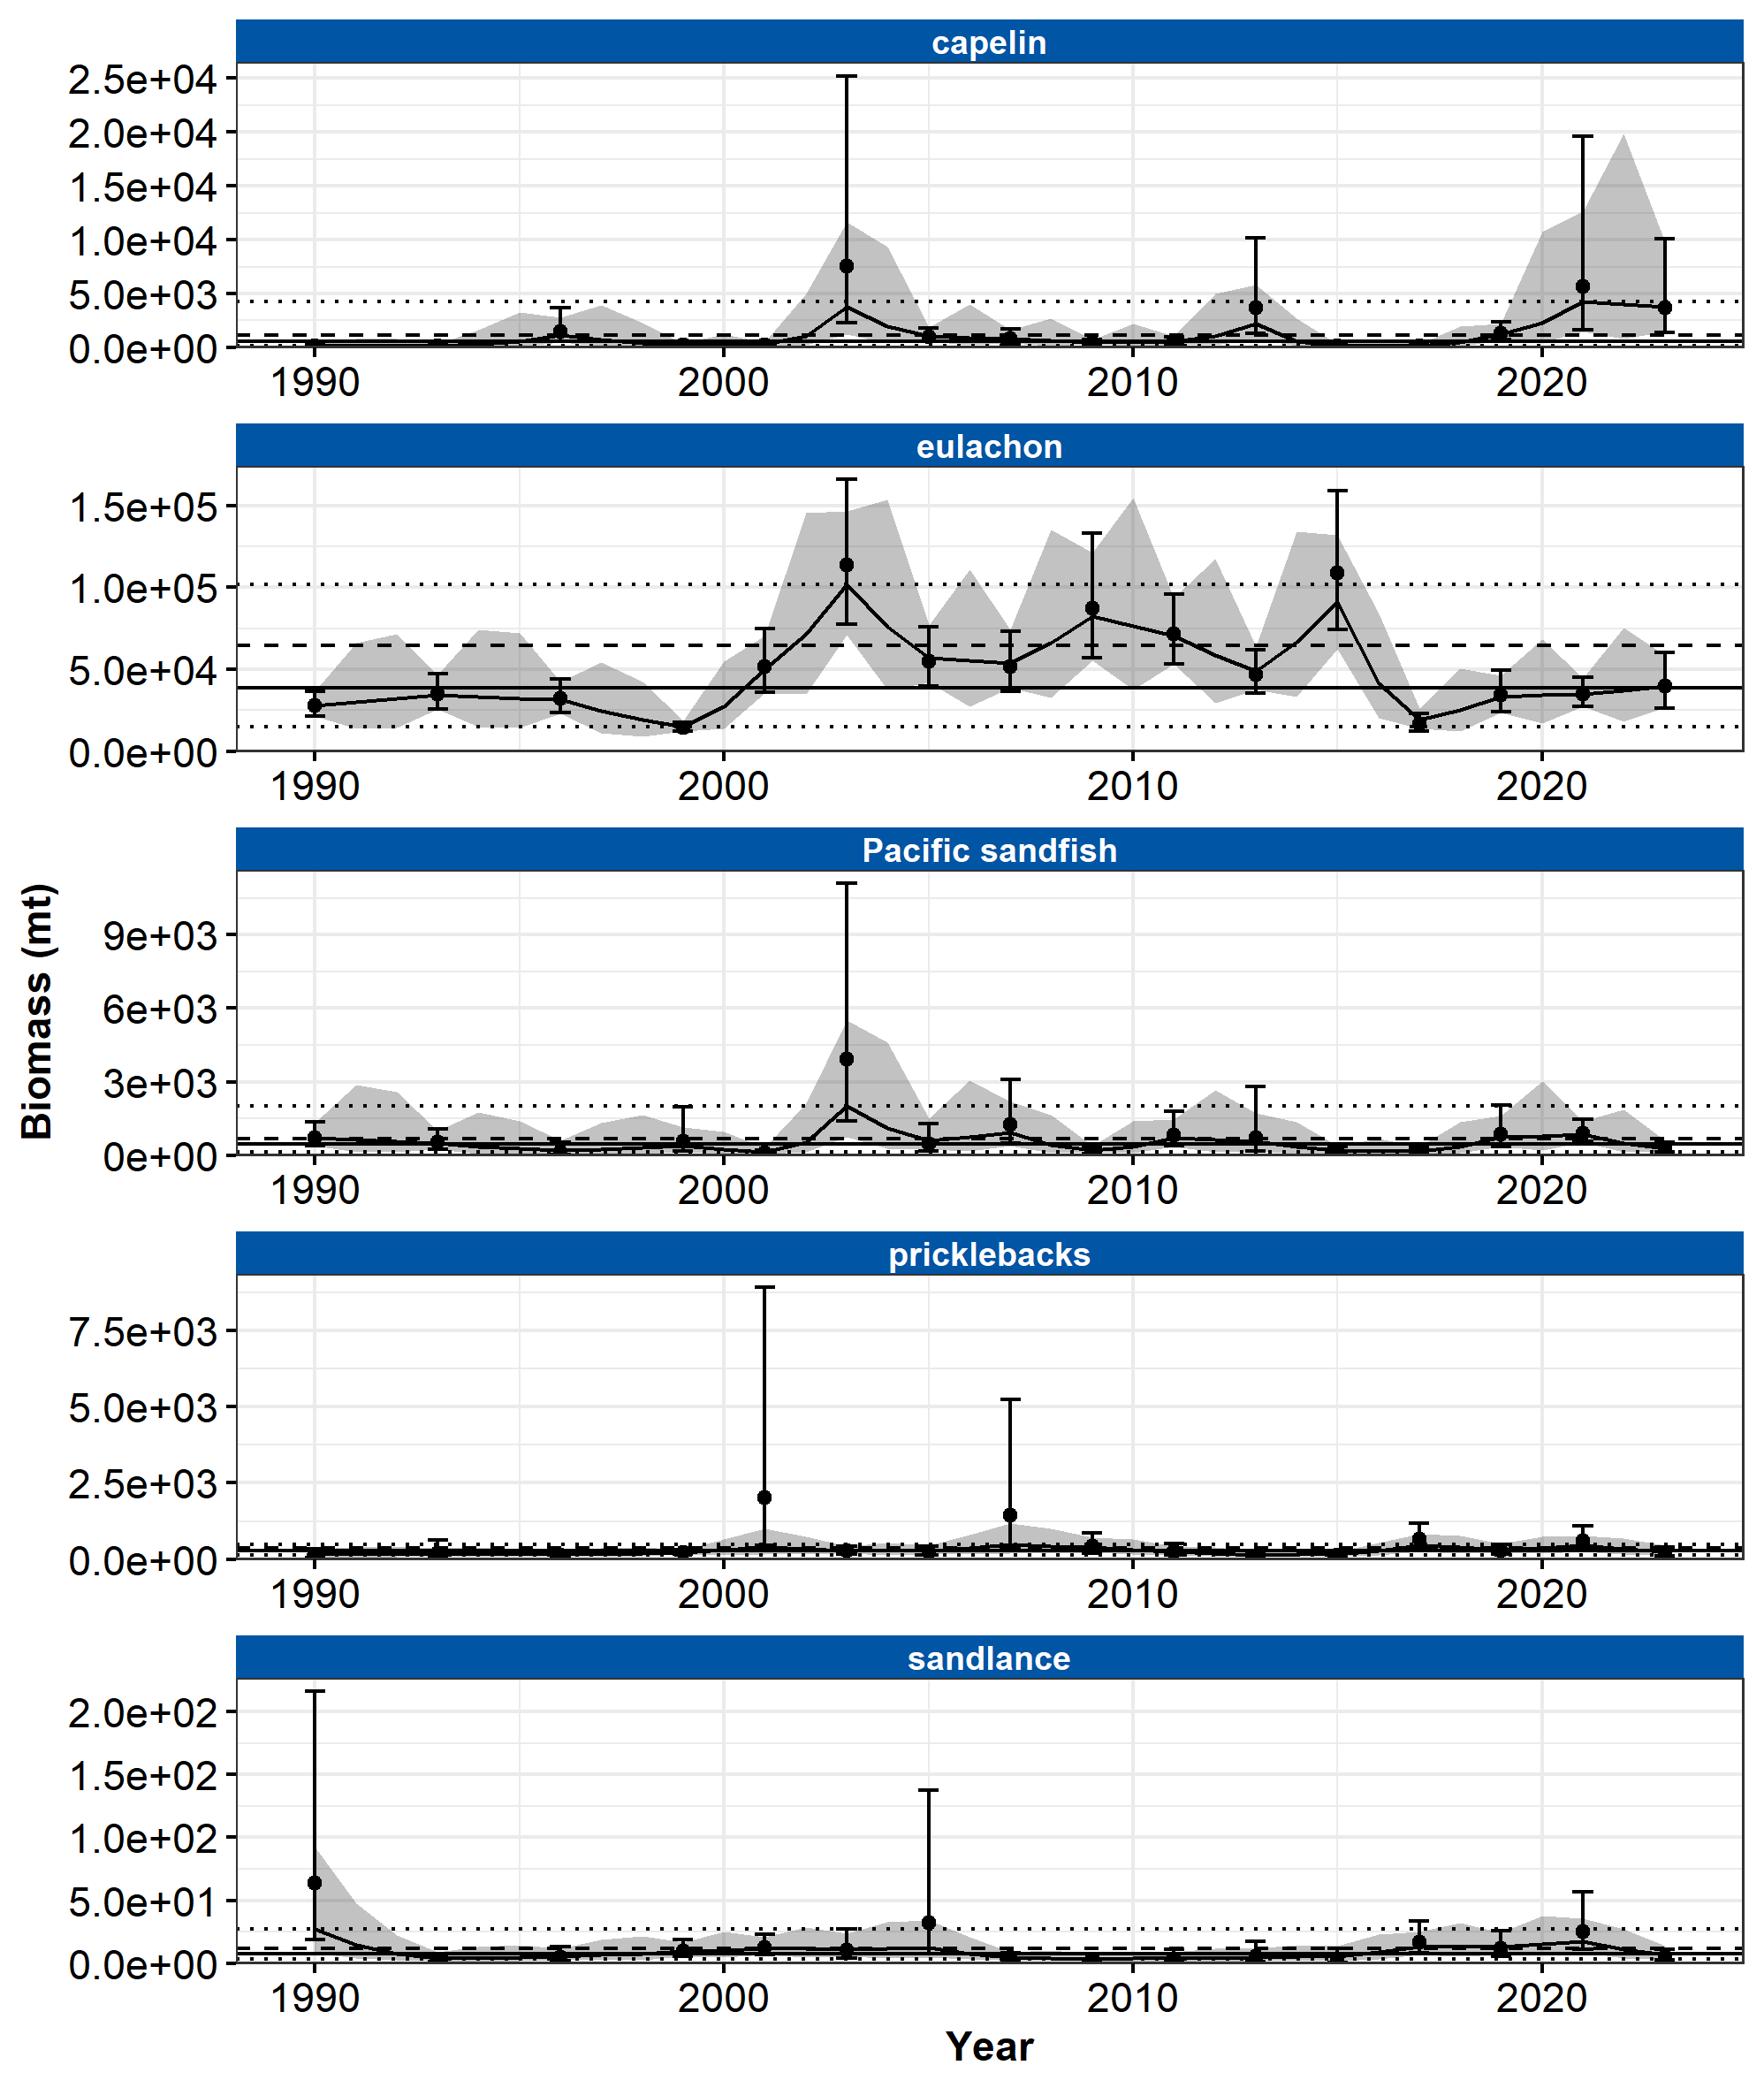 capelin
2.5e+04
2.0e+04
1.5e+04
1.0e+04
5.0e+03
0.0e+00
1990 2000 2010 2020
eulachon
1.5e+05
1.0e+05
5.0e+04
0.0e+00
1990 2000 2010 2020
Pacific sandfish
9e+03
6e+03
3e+03
0e+00
1990 2000 2010 2020
Biomass (mt)
pricklebacks
7.5e+03
5.0e+03
2.5e+03
0.0e+00
1990 2000 2010 2020
sandlance
2.0e+02
1.5e+02
1.0e+02
5.0e+01
0.0e+00
1990 2000 2010 2020
Year